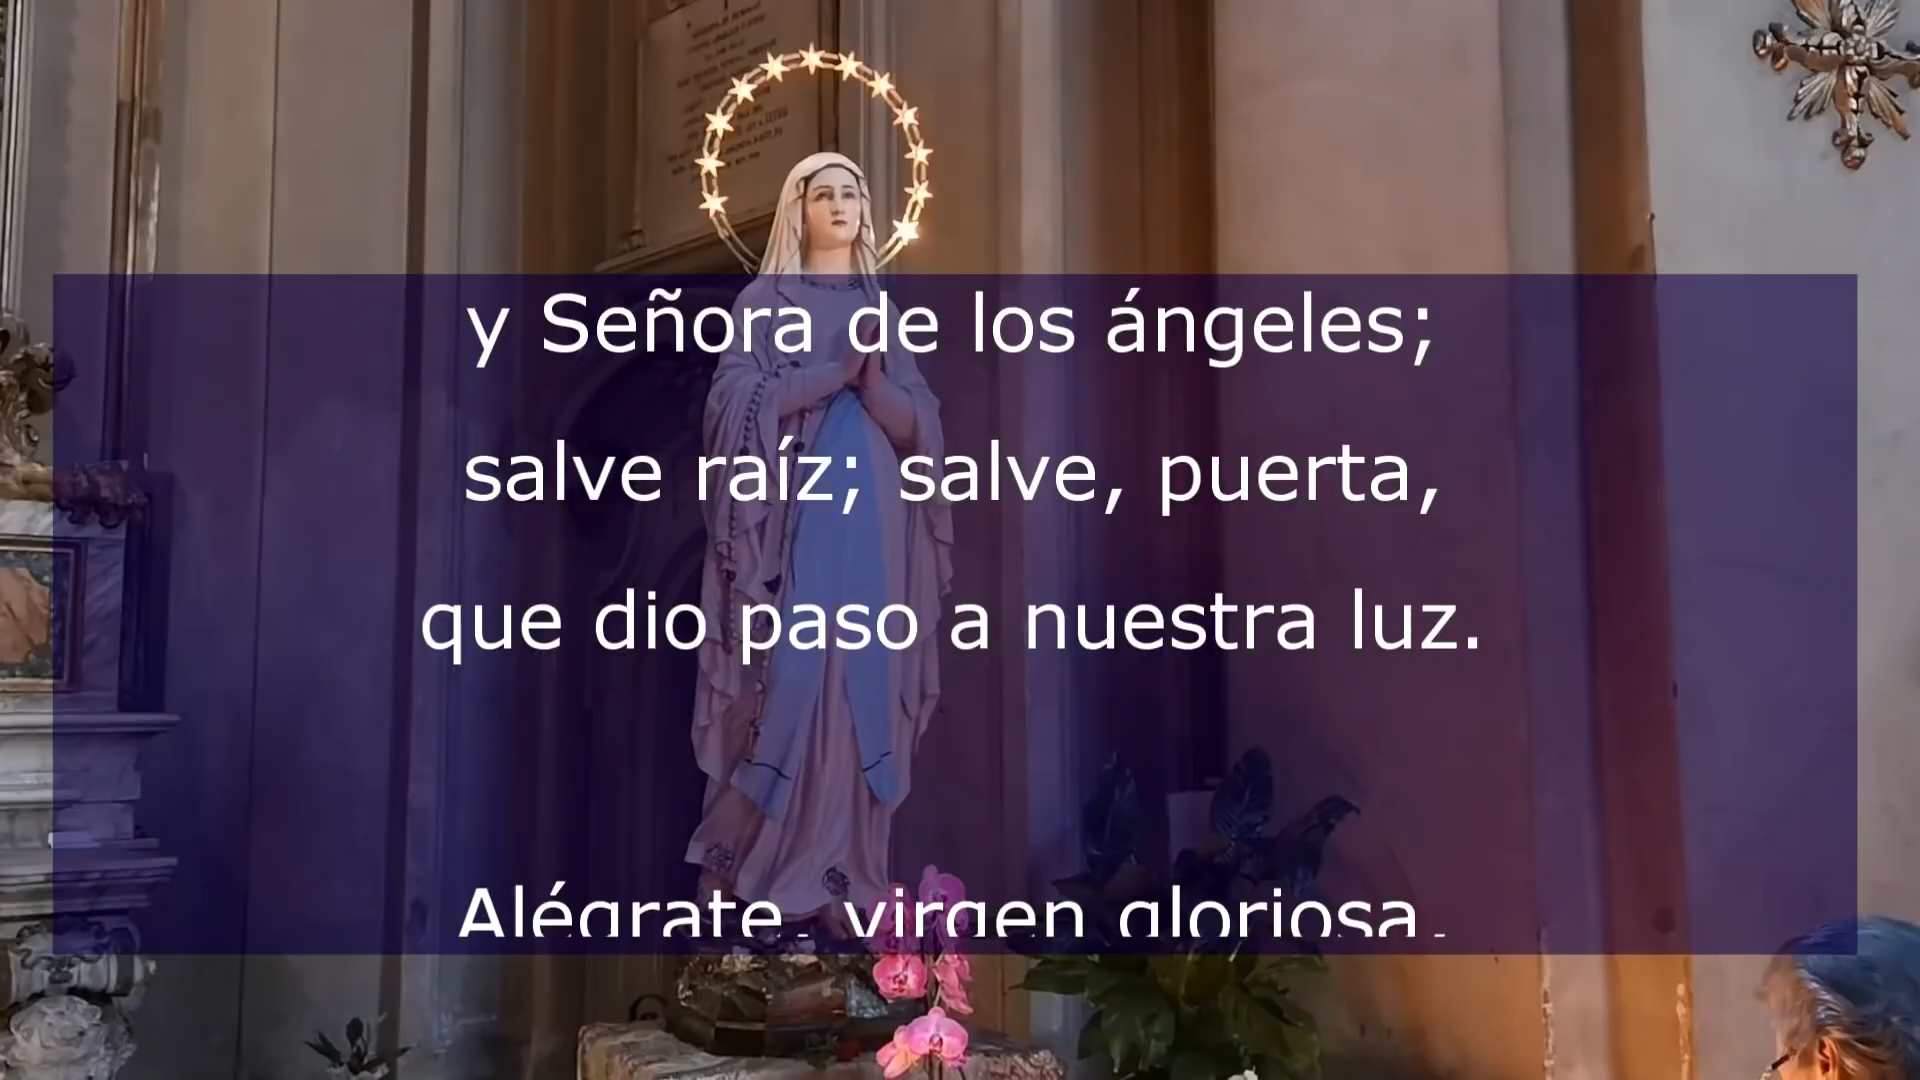 y Señora de los ángeles;
salve raíz; salve, puerta,
que dio paso a nuestra luz.
Alégrate, virgen gloriosa,